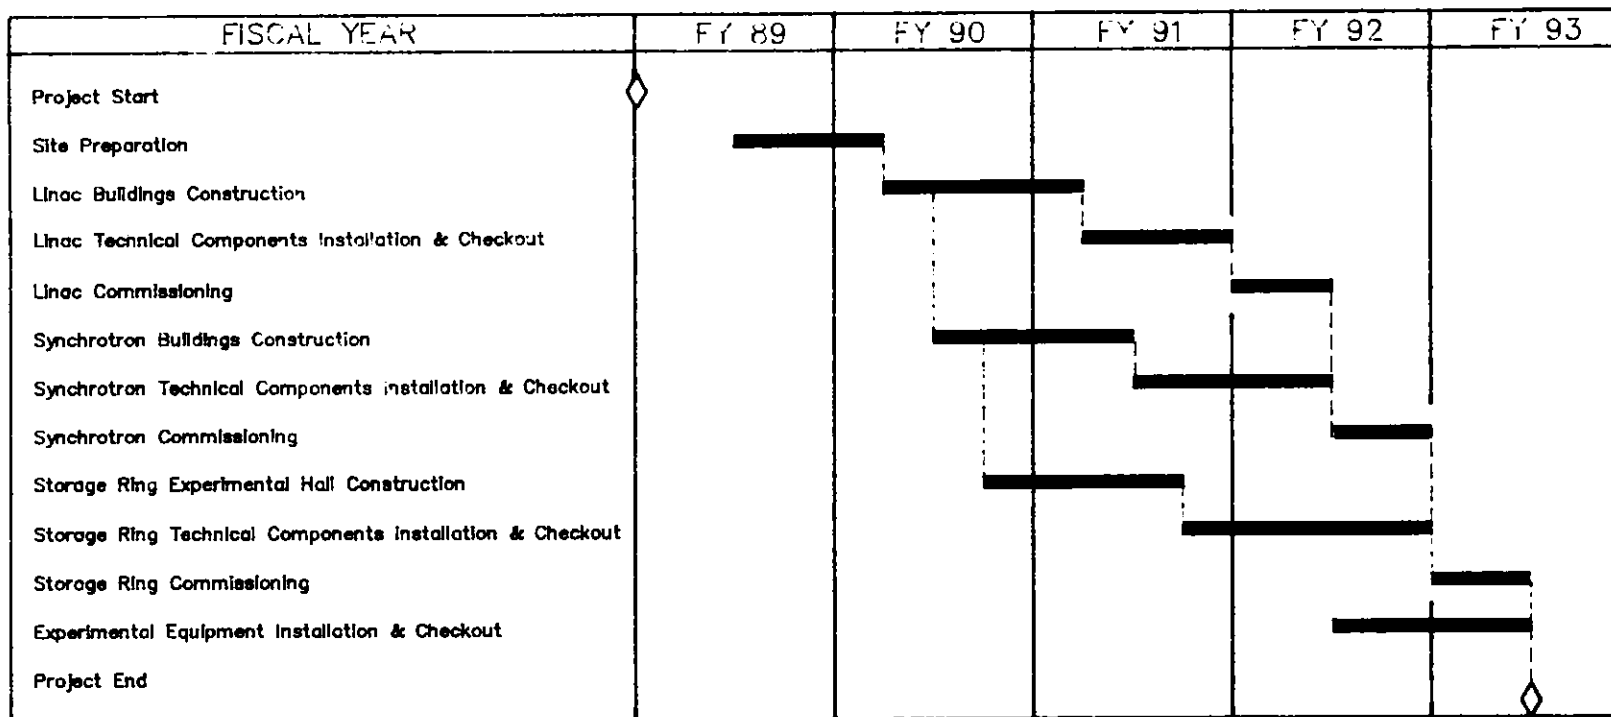 FISCAL YEAR FY 89 FY 90 FY 91 FY 92 FY 93
Project Start
Site Preparation
Linac Buildings Construction
Linac Technical Components Installation & Checkout
Linac Commissioning
Synchrotron Buildings Construction
Synchrotron Technical Components Installation & Checkout
Synchrotron Commissioning
Storage Ring Experimental Hall Construction
Storage Ring Technical Components Installation & Checkout
Storage Ring Commissioning
Experimental Equipment Installation & Checkout
Project End